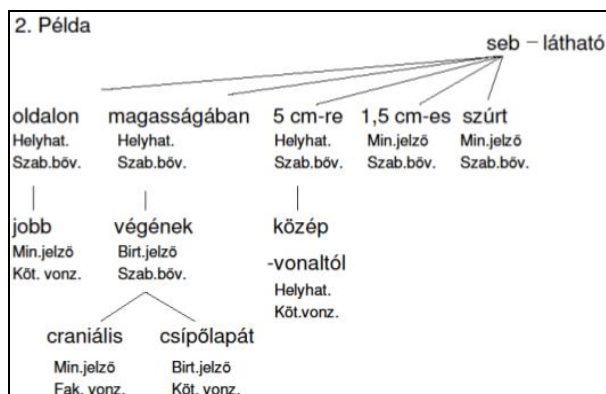 2. Példa
seb – látható
oldalon magasságában 5 cm-re 1,5 cm-es szúrt
Helyhat. Helyhat. Helyhat. Min.jelző Min.jelző
Szab.bőv. Szab.bőv. Szab.bőv. Szab.bőv. Szab.bőv.
jobb végének közép
Min.jelző Birt.jelző -vonaltól
Köt. vonz. Szab.bőv. Helyhat.
Köt.vonz.
craniális csípőlapát
Min.jelző Birt.jelző
Fak. vonz. Köt. vonz.